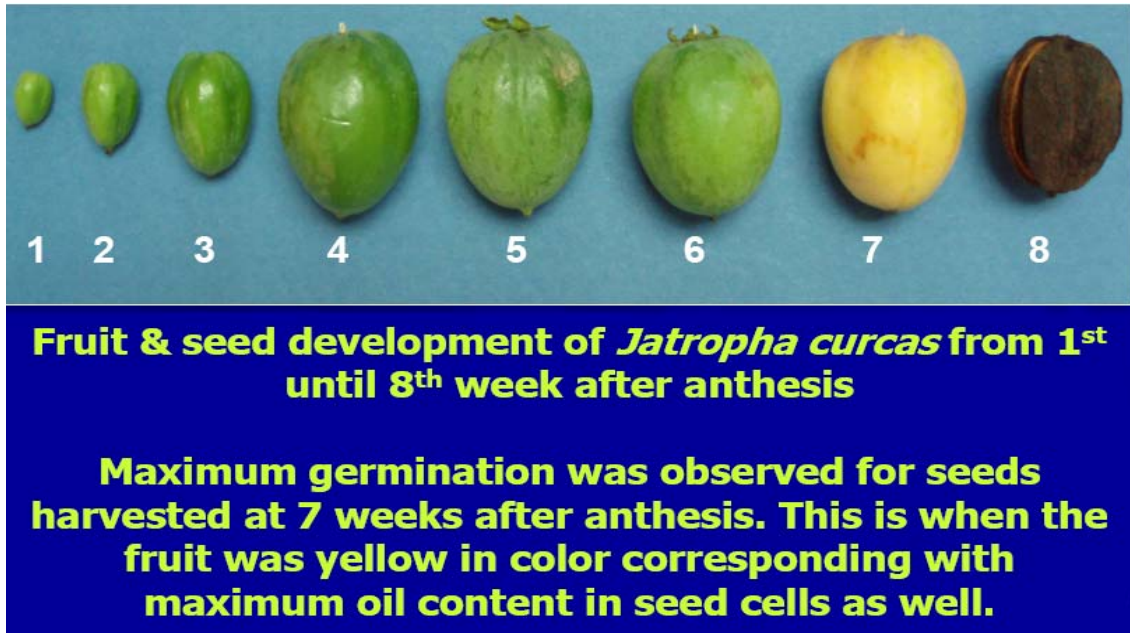 1 2 3 4 5 6 7 8
Fruit & seed development of Jatropha curcas from 1st
until 8th week after anthesis
Maximum germination was observed for seeds
harvested at 7 weeks after anthesis. This is when the
fruit was yellow in color corresponding with
maximum oil content in seed cells as well.